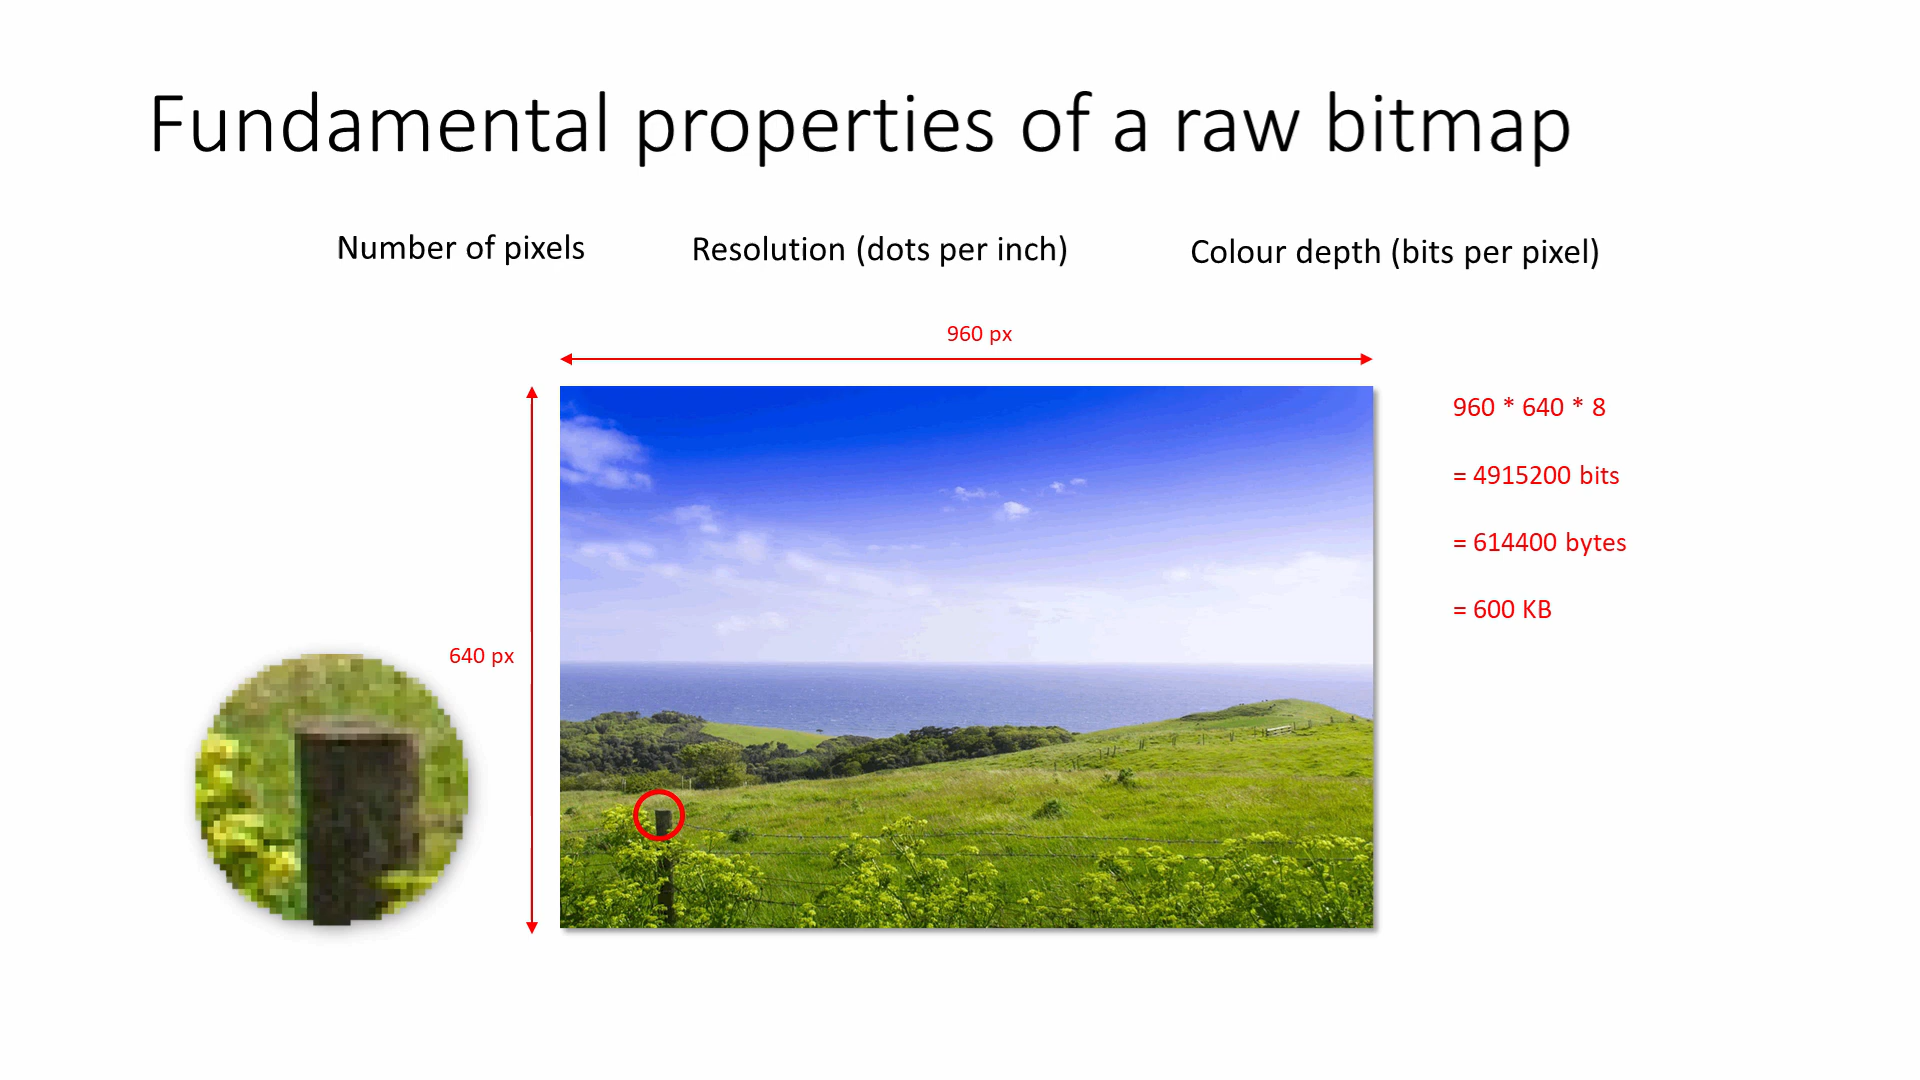 Fundamental properties of a raw bitmap
Number of pixels
Resolution (dots per inch)
Colour depth (bits per pixel)
960 px
960 * 640 * 8
= 4915200 bits
= 614400 bytes
= 600 KB
640 px